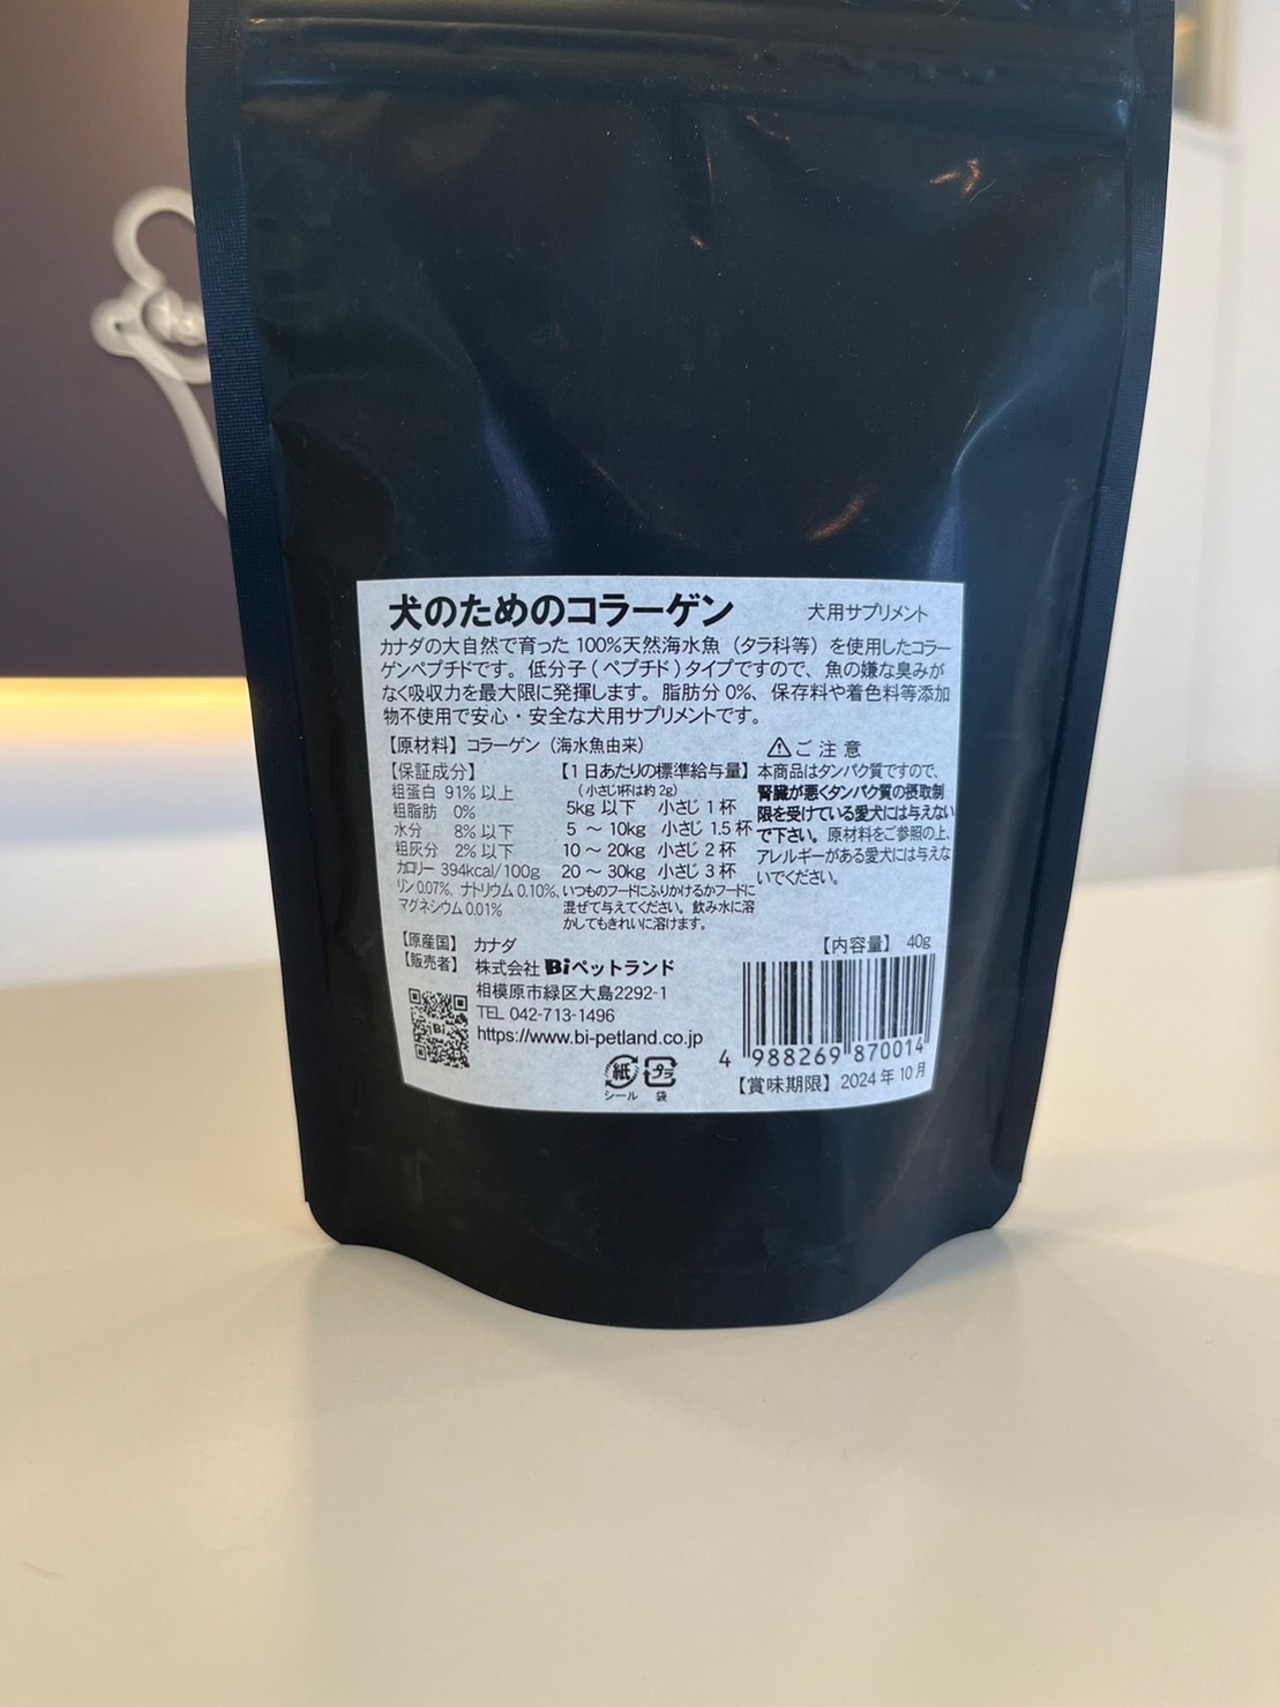 犬のためのコラーゲン 犬用サプリメント
カナダの大自然で育った 100%天然海水魚（タラ科等）を使用したコラー
ゲンペプチドです。低分子（ペプチド）タイプですので、魚の嫌な臭みが
なく吸収力を最大限に発揮します。脂肪分 0%、保存料や着色料等添加
物不使用で安心・安全な犬用サプリメントです。
【原材料】コラーゲン（海水魚由来）
【保証成分】
粗蛋白 91% 以上
粗脂肪 0%
水分 8% 以下
粗灰分 2% 以下
カロリー 394kcal/100g
リン 0.07%、ナトリウム 0.10%、
マグネシウム 0.01%
【1日あたりの標準給与量】
（小さじ1杯は約 2g）
5kg 以下 小さじ 1 杯
5 〜 10kg 小さじ 1.5 杯
10 〜 20kg 小さじ 2 杯
20 〜 30kg 小さじ 3 杯
いつものフードにふりかけるかフードに
混ぜて与えてください。飲み水に溶
かしてもきれいに溶けます。
⚠ご注意
本商品はタンパク質ですので、
腎臓が悪くタンパク質の摂取制
限を受けている愛犬には与えない
で下さい。原材料をご参照の上、
アレルギーがある愛犬には与えな
いでください。
【原産国】 カナダ
【販売者】 株式会社 Biペットランド
相模原市緑区大島2292-1
TEL 042-713-1496
https://www.bi-petland.co.jp
Bi
紙 プラ
シール 袋
【内容量】 40g
4 988269 870014
【賞味期限】 2024 年 10 月